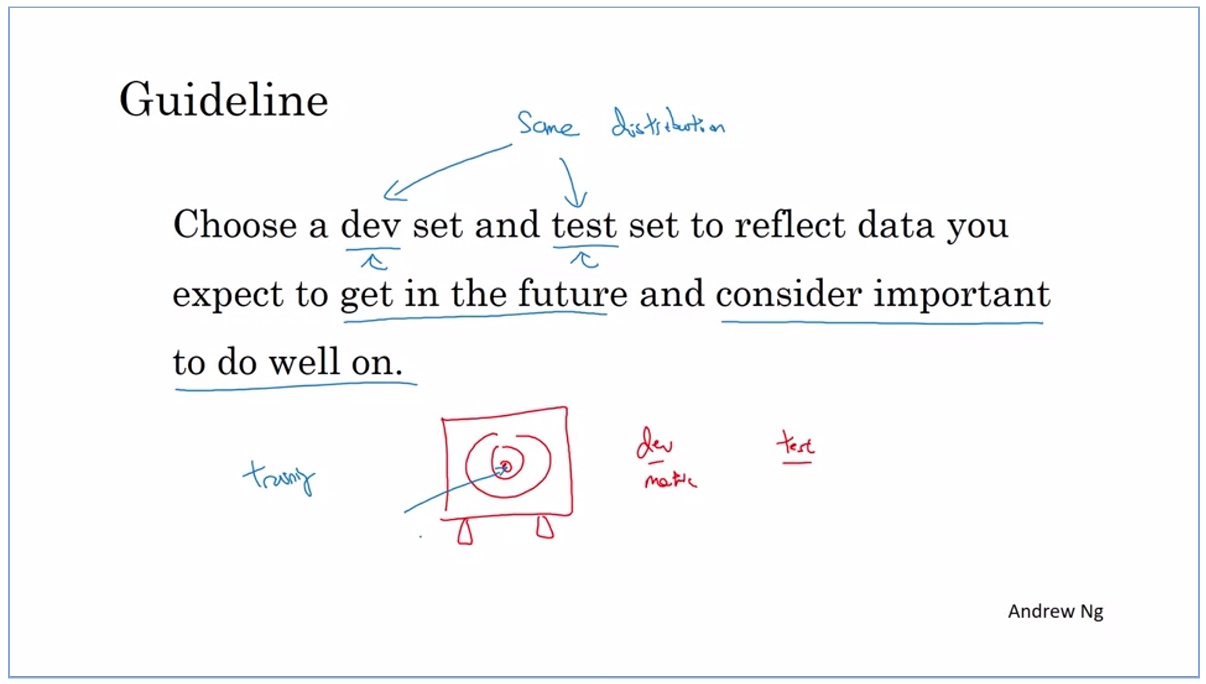 Guideline
Same distribution
Choose a dev set and test set to reflect data you
expect to get in the future and consider important
to do well on.
dev
test
metric
Andrew Ng